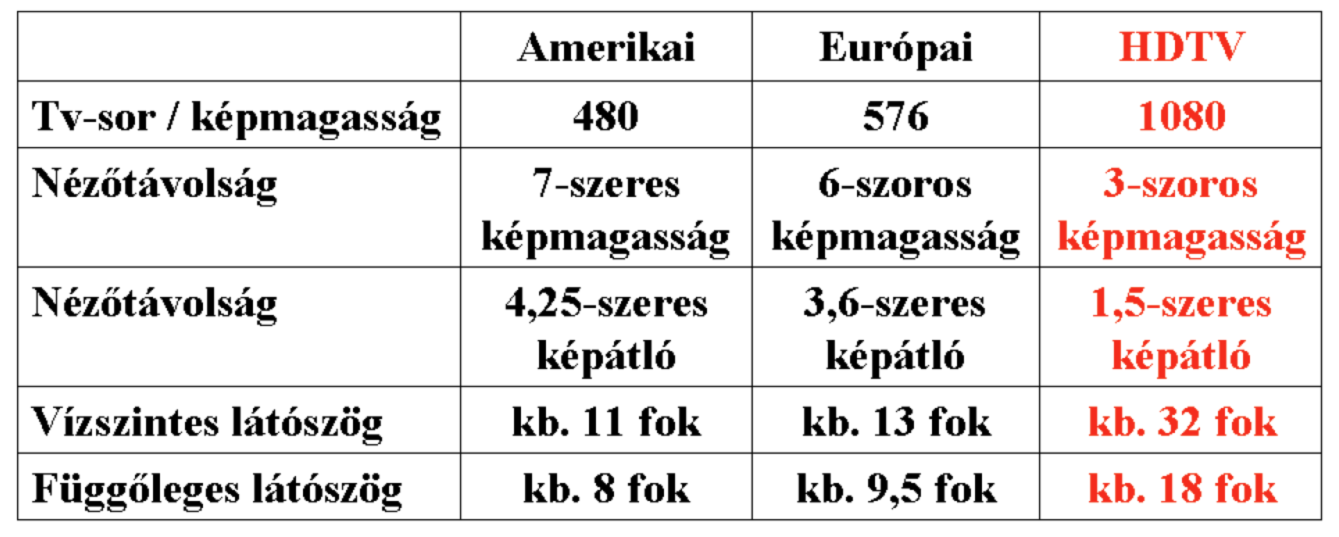 Amerikai Európai HDTV
Tv-sor / képmagasság 480 576 1080
Nézőtávolság 7-szeres 6-szoros 3-szoros
képmagasság képmagasság képmagasság
Nézőtávolság 4,25-szeres 3,6-szeres 1,5-szeres
képátló képátló képátló
Vízszintes látószög kb. 11 fok kb. 13 fok kb. 32 fok
Függőleges látószög kb. 8 fok kb. 9,5 fok kb. 18 fok